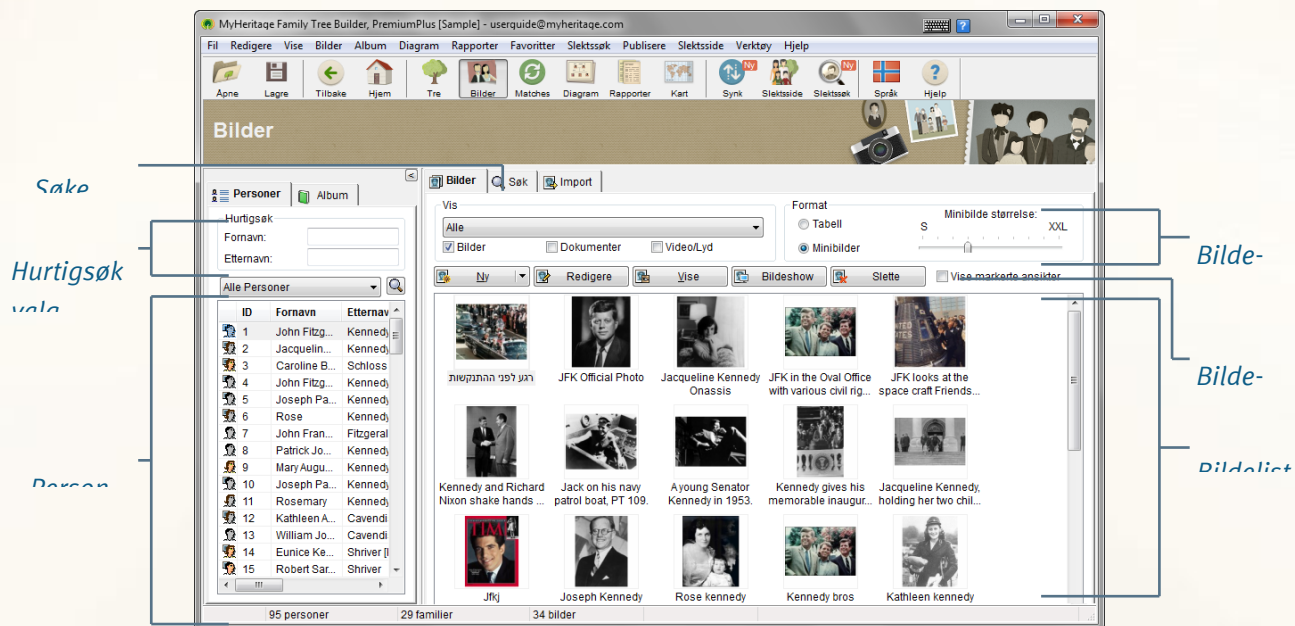 MyHeritage Family Tree Builder, PremiumPlus [Sample] - userguide@myheritage.com
Fil Redigere Vise Bilder Album Diagram Rapporter Favoritter Slektssøk Publisere Slektsside Verktøy Hjelp
Ny Ny Ny
Åpne Lagre Tilbake Hjem Tre Bilder Matches Diagram Rapporter Kart Synk Slektsside Slektssøk Språk Hjelp
Bilder
Søke
Hurtigsøk
Person
Personer Album
Hurtigsøk
Fornavn:
Etternavn:
Alle Personer
ID Fornavn Etternav
1 John Fitzg... Kennedy
2 Jacquelin... Kennedy
3 Caroline B... Schloss
4 John Fitzg... Kennedy
5 Joseph Pa... Kennedy
6 Rose Kennedy
7 John Fran... Fitzgeral
8 Patrick Jo... Kennedy
9 Mary Augu... Kennedy
10 Joseph Pa... Kennedy
11 Rosemary Kennedy
12 Kathleen A... Cavendi
13 William Jo... Cavendi
14 Eunice Ke... Shriver [
15 Robert Sar... Shriver
Bilder Søk Import
Vis
Alle
Bilder Dokumenter Video/Lyd
Format
Tabell
Minibilder
Minibilde størrelse:
S XXL
Ny Redigere Vise Bildeshow Slette Vise markerte ansikter
רגע לפני ההתנקשות
JFK Official Photo
Jacqueline Kennedy
Onassis
JFK in the Oval Office
with various civil rig...
JFK looks at the
space craft Friends...
Kennedy and Richard
Nixon shake hands ...
Jack on his navy
patrol boat, PT 109.
A young Senator
Kennedy in 1953.
Kennedy gives his
memorable inaugur...
Jacqueline Kennedy,
holding her two chil...
TIME
Jfkj
Joseph Kennedy
Rose kennedy
Kennedy bros
Kathleen kennedy
95 personer 29 familier 34 bilder
Bilde-
Bilde-
Bildelist